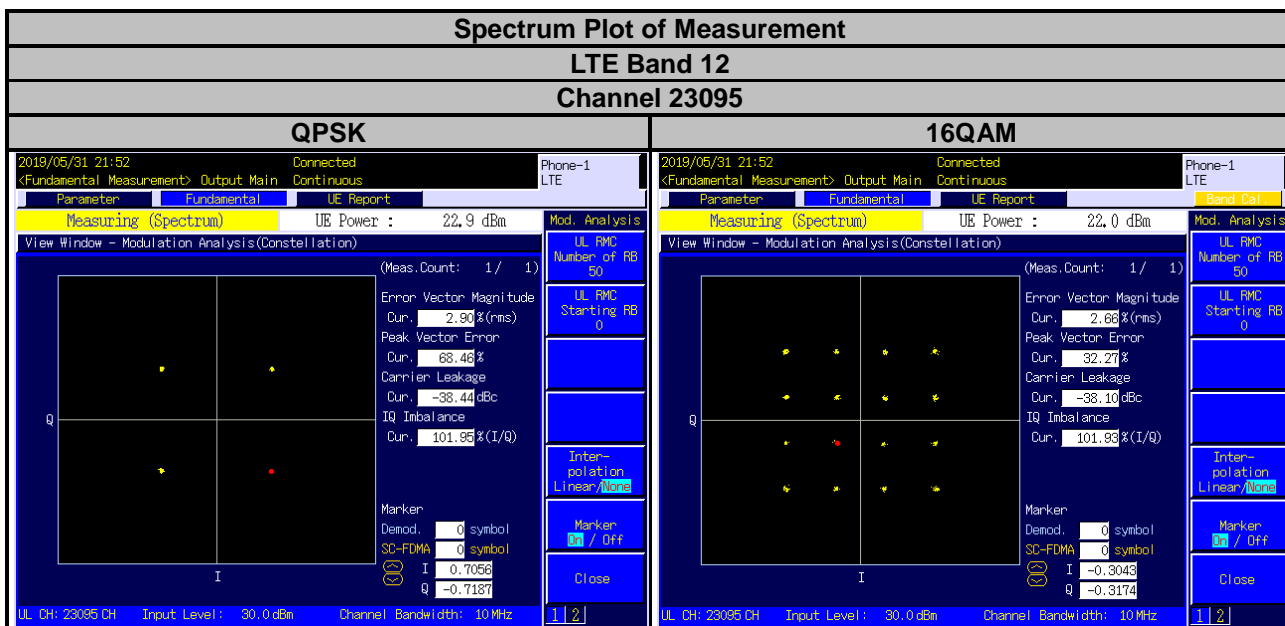 Spectrum Plot of Measurement
LTE Band 12
Channel 23095
QPSK
2019/05/31 21:52 Connected Phone-1
<Fundamental Measurement> Output Main Continuous LTE
Parameter Fundamental UE Report
Measuring (Spectrum) UE Power : 22.9 dBm Mod. Analysis
View Window - Modulation Analysis(Constellation)
(Meas.Count: 1/ 1)
Error Vector Magnitude
Cur. 2.90 %(rms)
Peak Vector Error
Cur. 68.46 %
Carrier Leakage
Cur. -38.44 dBc
IQ Imbalance
Cur. 101.95 %(I/Q)
Q
I
Marker
Demod. 0 symbol
SC-FDMA 0 symbol
I 0.7056
Q -0.7187
UL RMC
Number of RB
50
UL RMC
Starting RB
0
Inter-
polation
Linear/None
Marker
On / Off
Close
UL CH: 23095 CH Input Level: 30.0 dBm Channel Bandwidth: 10 MHz 1 2
16QAM
2019/05/31 21:52 Connected Phone-1
<Fundamental Measurement> Output Main Continuous LTE
Parameter Fundamental UE Report Band Cal.
Measuring (Spectrum) UE Power : 22.0 dBm Mod. Analysis
View Window - Modulation Analysis(Constellation)
(Meas.Count: 1/ 1)
Error Vector Magnitude
Cur. 2.66 %(rms)
Peak Vector Error
Cur. 32.27 %
Carrier Leakage
Cur. -38.10 dBc
IQ Imbalance
Cur. 101.93 %(I/Q)
Q
I
Marker
Demod. 0 symbol
SC-FDMA 0 symbol
I -0.3043
Q -0.3174
UL RMC
Number of RB
50
UL RMC
Starting RB
0
Inter-
polation
Linear/None
Marker
On / Off
Close
UL CH: 23095 CH Input Level: 30.0 dBm Channel Bandwidth: 10 MHz 1 2